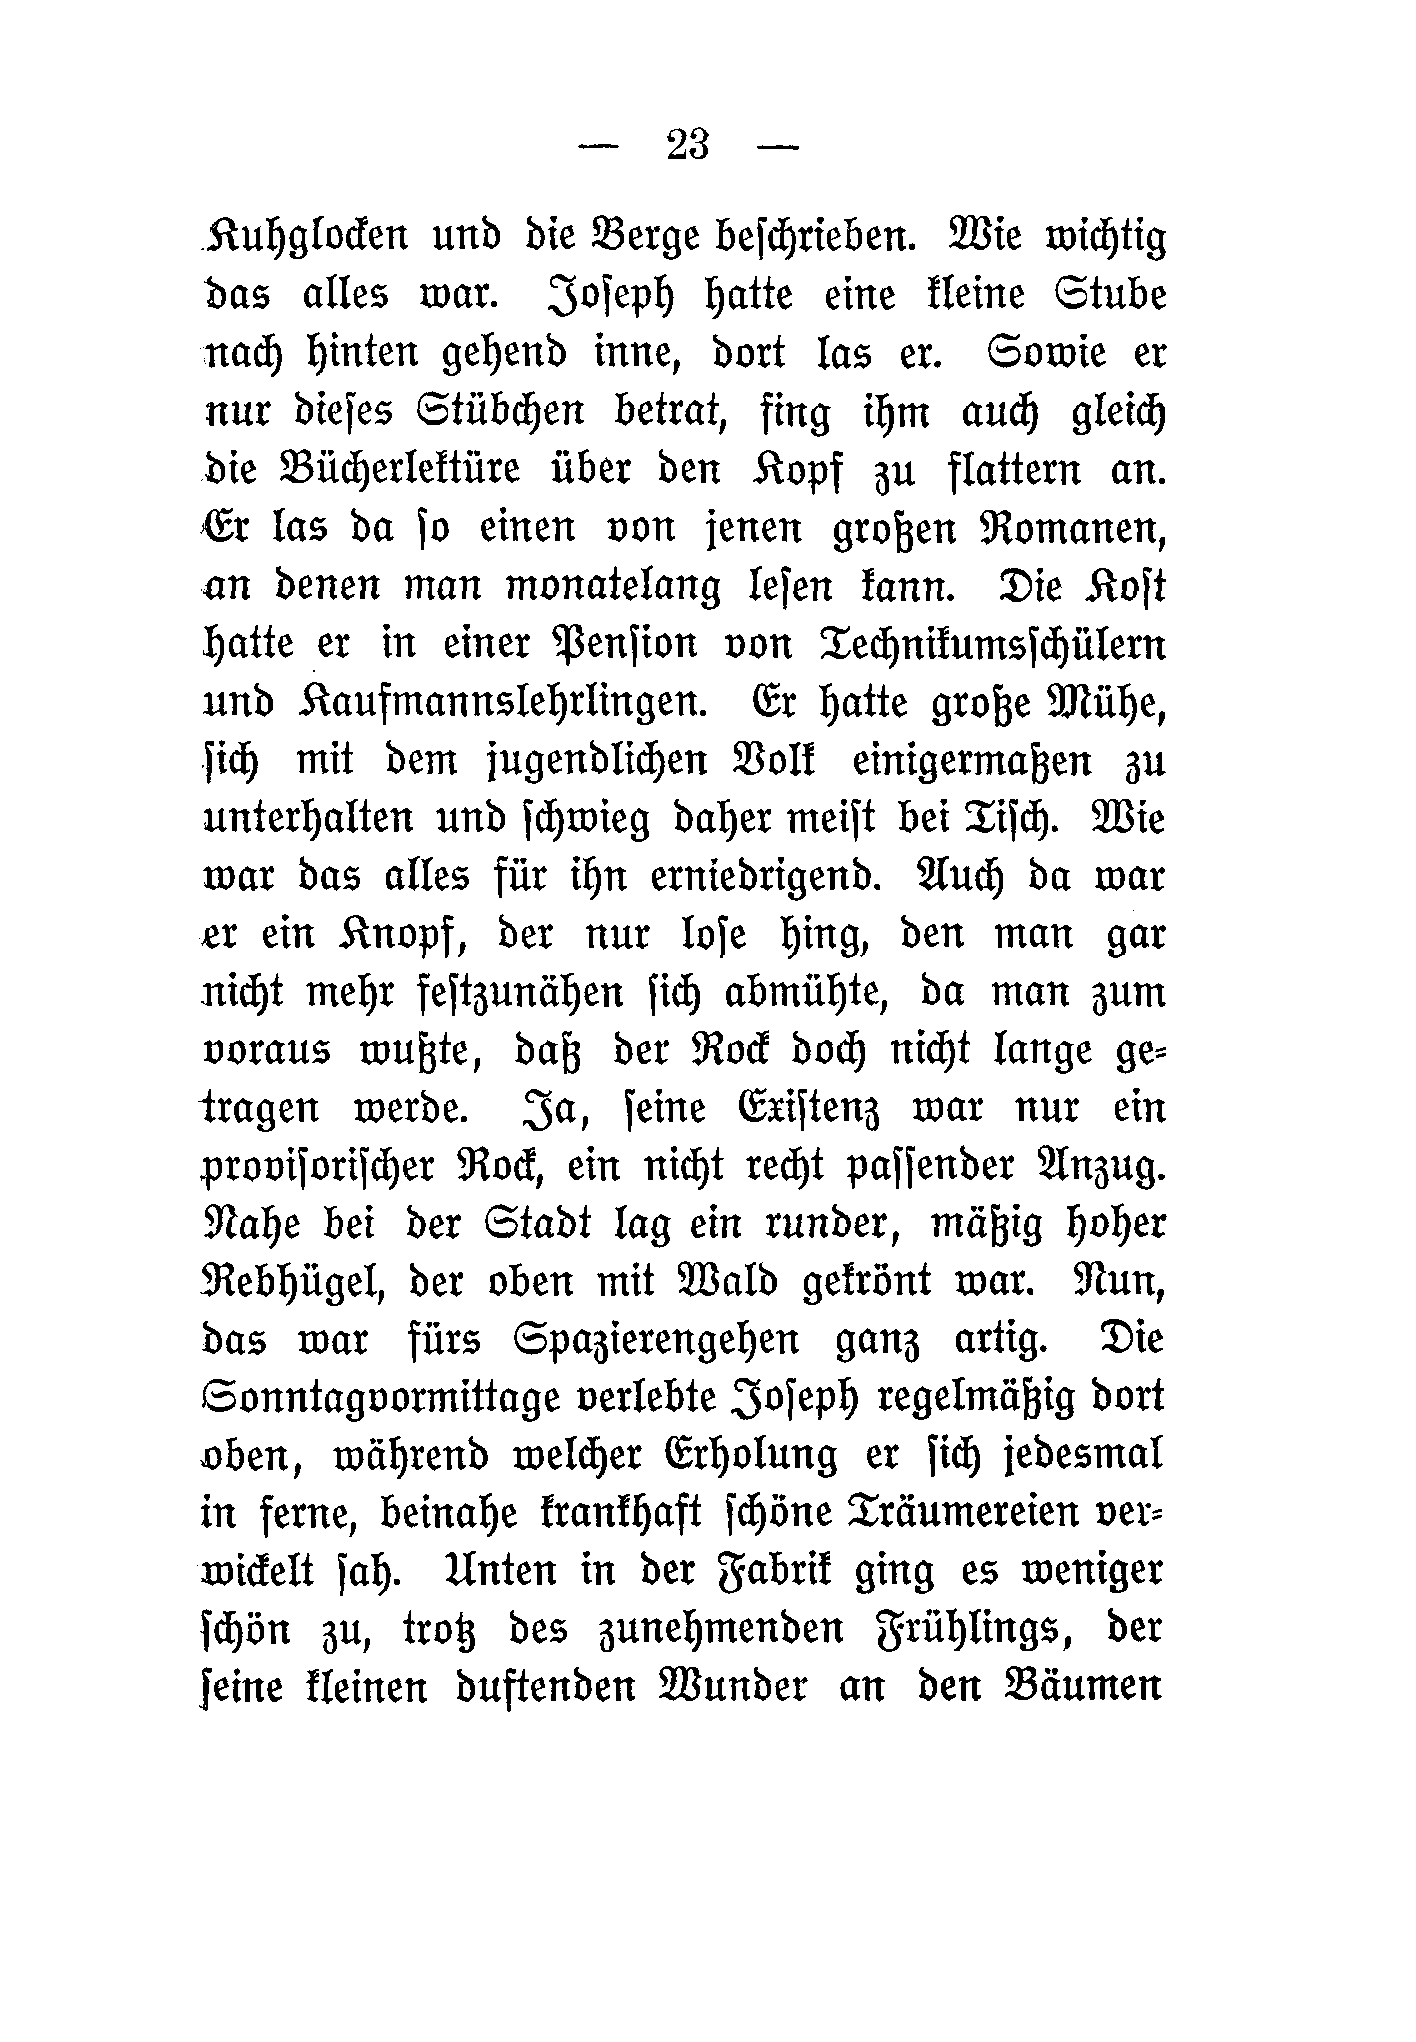 — 23 —
Kuhglocken und die Berge beschrieben. Wie wichtig
das alles war. Joseph hatte eine kleine Stube
nach hinten gehend inne, dort las er. Sowie er
nur dieses Stübchen betrat, fing ihm auch gleich
die Bücherlektüre über den Kopf zu flattern an.
Er las da so einen von jenen großen Romanen,
an denen man monatelang lesen kann. Die Kost
hatte er in einer Pension von Technikumsschülern
und Kaufmannslehrlingen. Er hatte große Mühe,
sich mit dem jugendlichen Volk einigermaßen zu
unterhalten und schwieg daher meist bei Tisch. Wie
war das alles für ihn erniedrigend. Auch da war
er ein Knopf, der nur lose hing, den man gar
nicht mehr festzunähen sich abmühte, da man zum
voraus wußte, daß der Rock doch nicht lange ge-
tragen werde. Ja, seine Existenz war nur ein
provisorischer Rock, ein nicht recht passender Anzug.
Nahe bei der Stadt lag ein runder, mäßig hoher
Rebhügel, der oben mit Wald gekrönt war. Nun,
das war fürs Spazierengehen ganz artig. Die
Sonntagvormittage verlebte Joseph regelmäßig dort
oben, während welcher Erholung er sich jedesmal
in ferne, beinahe krankhaft schöne Träumereien ver-
wickelt sah. Unten in der Fabrik ging es weniger
schön zu, trotz des zunehmenden Frühlings, der
seine kleinen duftenden Wunder an den Bäumen